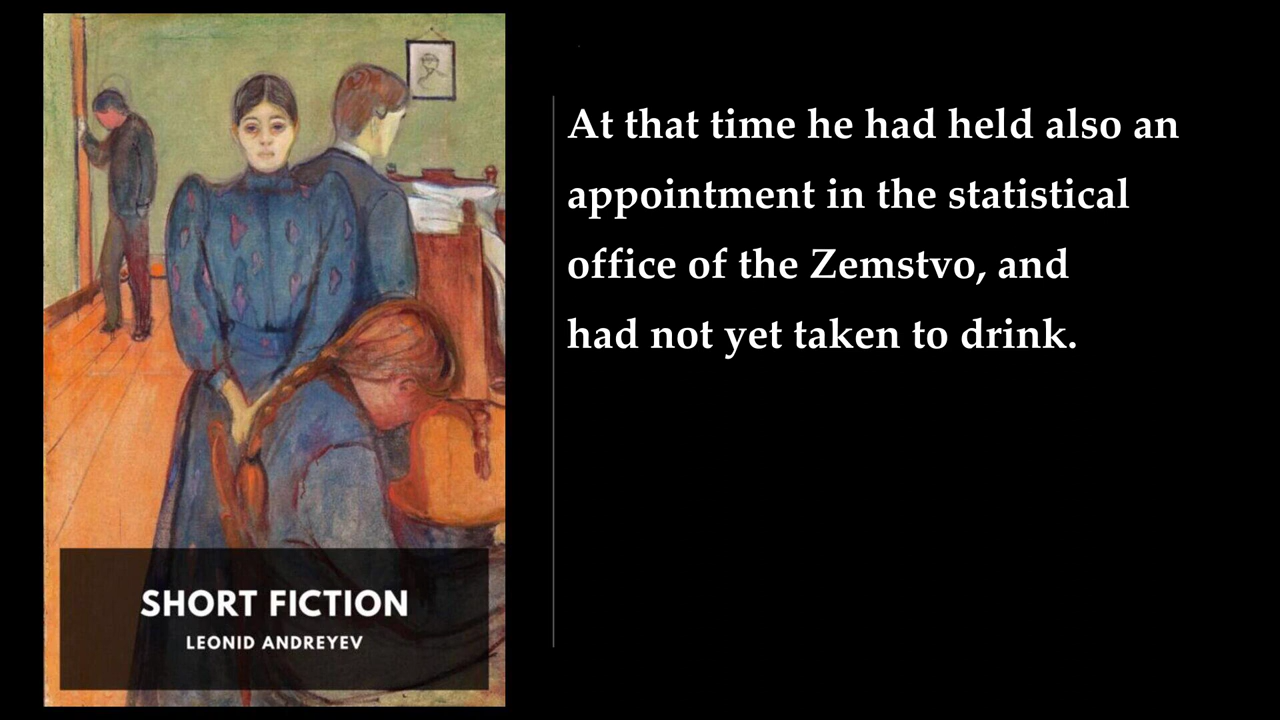 At that time he had held also an
appointment in the statistical
office of the Zemstvo, and
had not yet taken to drink.
SHORT FICTION
LEONID ANDREYEV